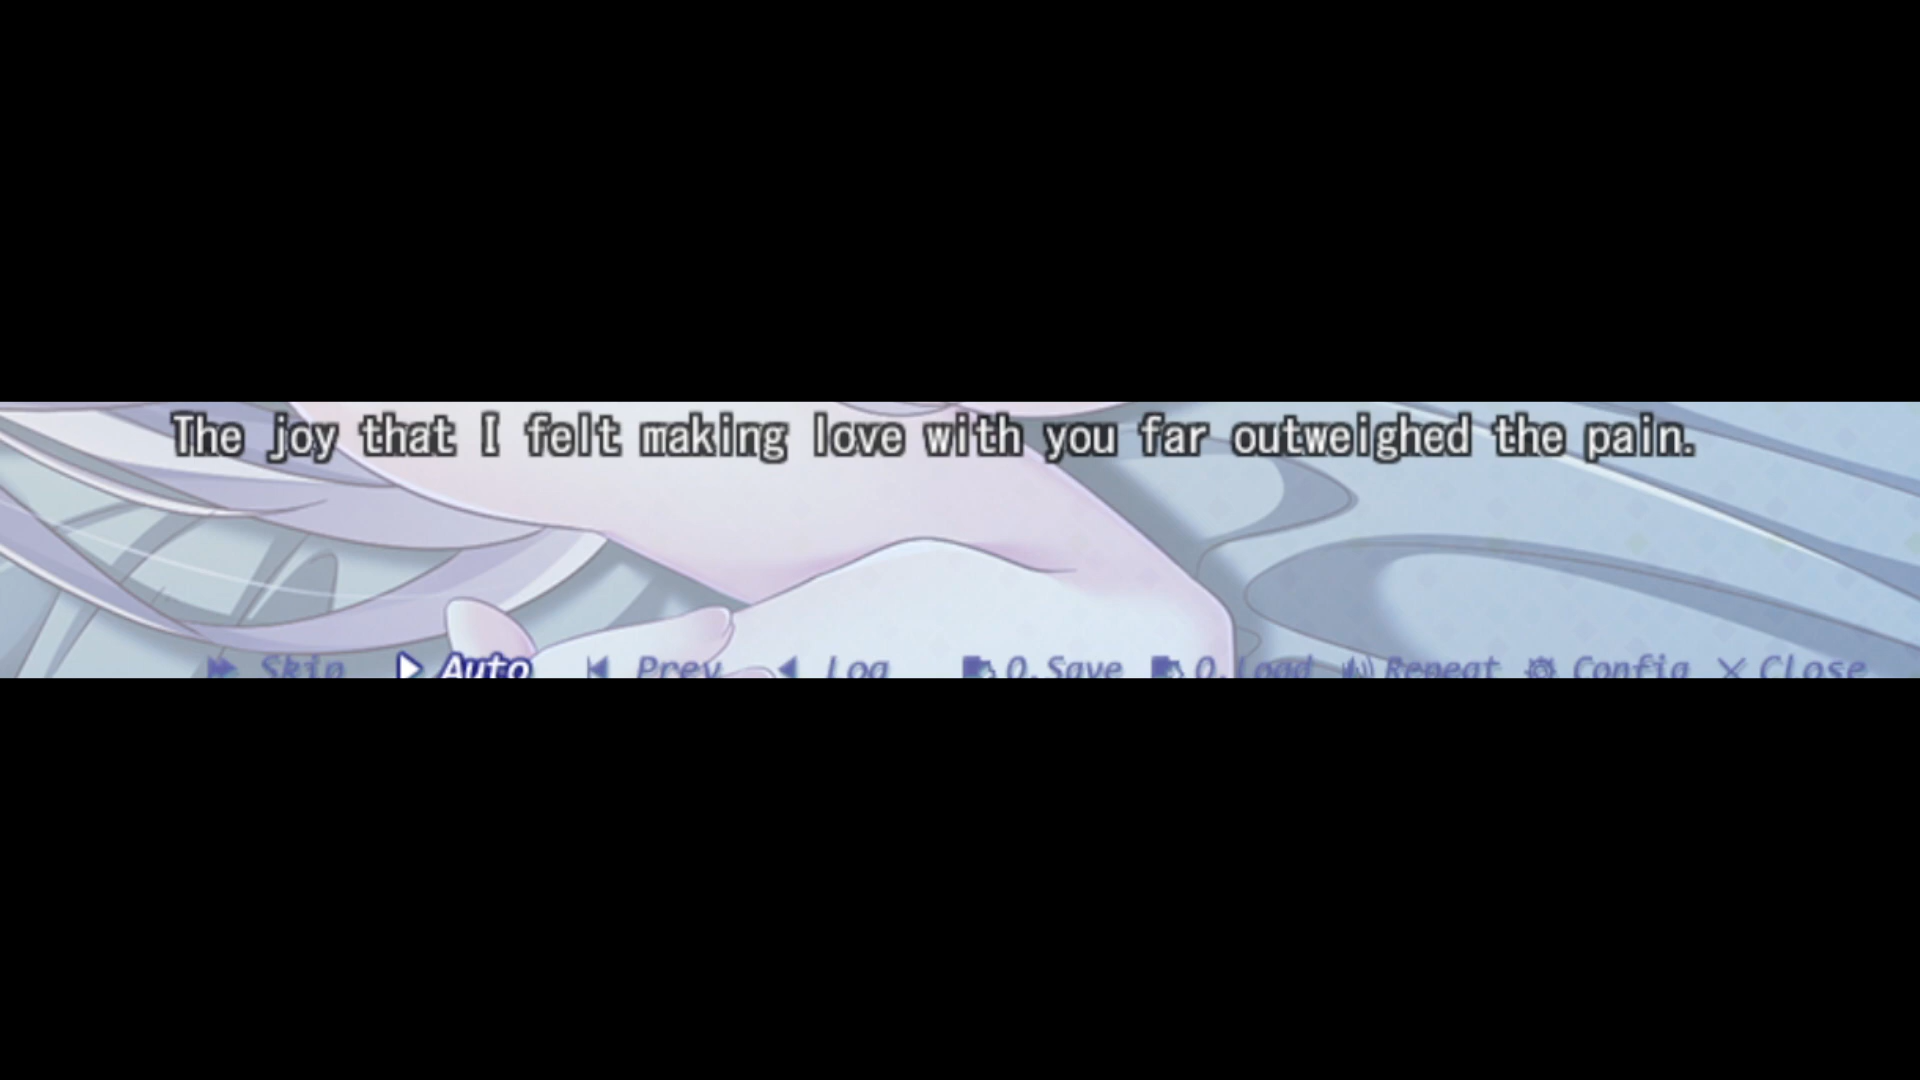 The joy that I felt making love with you far outweighed the pain.
Skip Auto Prev Log Q.Save Q.Load Repeat Config Close